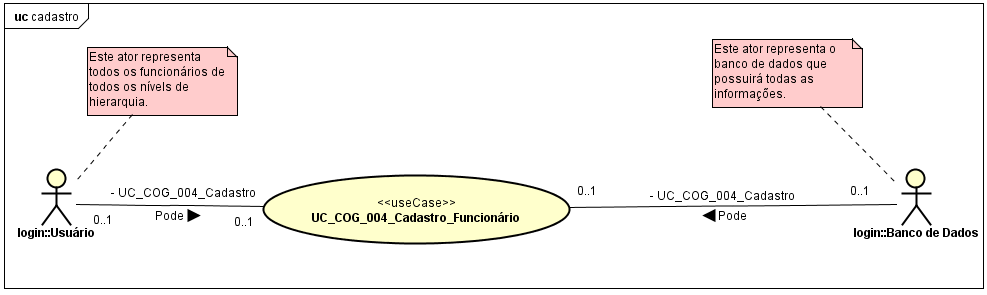 uc cadastro
Este ator representa
todos os funcionários de
todos os níveis de
hierarquia.
Este ator representa o
banco de dados que
possuirá todas as
informações.
- UC_COG_004_Cadastro
0..1
Pode
0..1
<<useCase>>
UC_COG_004_Cadastro_Funcionário
0..1
- UC_COG_004_Cadastro
0..1
Pode
login::Usuário
login::Banco de Dados